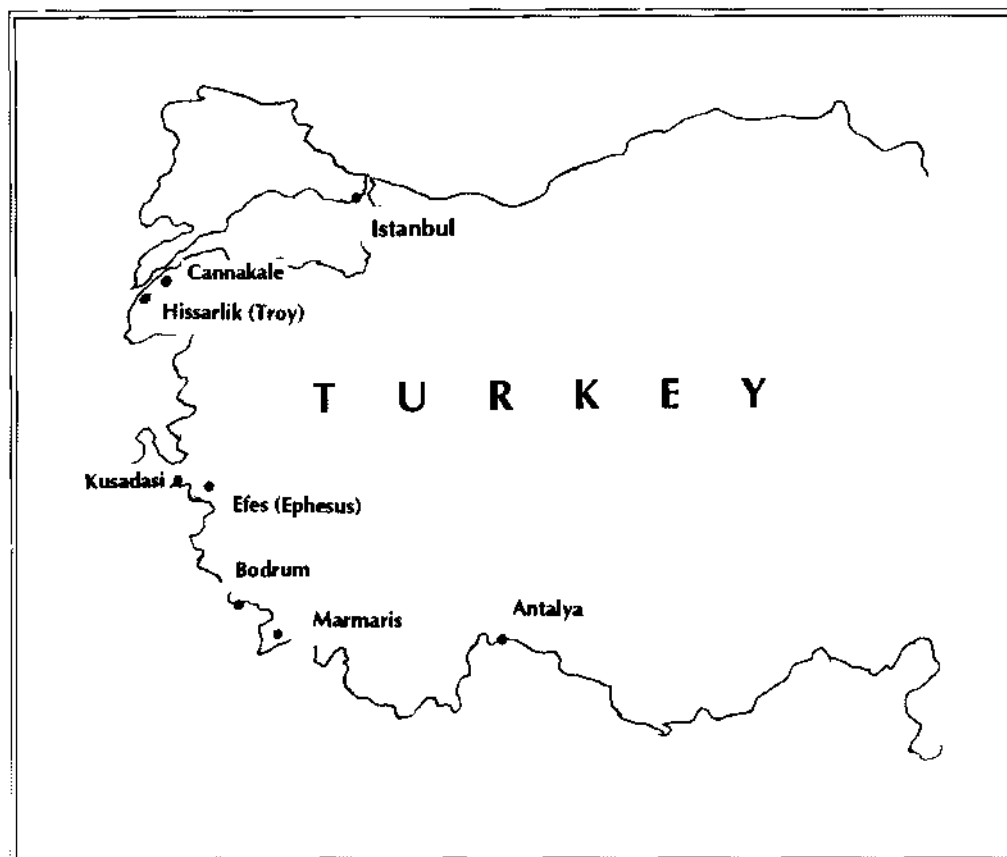 Istanbul
Cannakale
Hissarlik (Troy)
T U R K E Y
Kusadasi
Efes (Ephesus)
Bodrum
Marmaris
Antalya